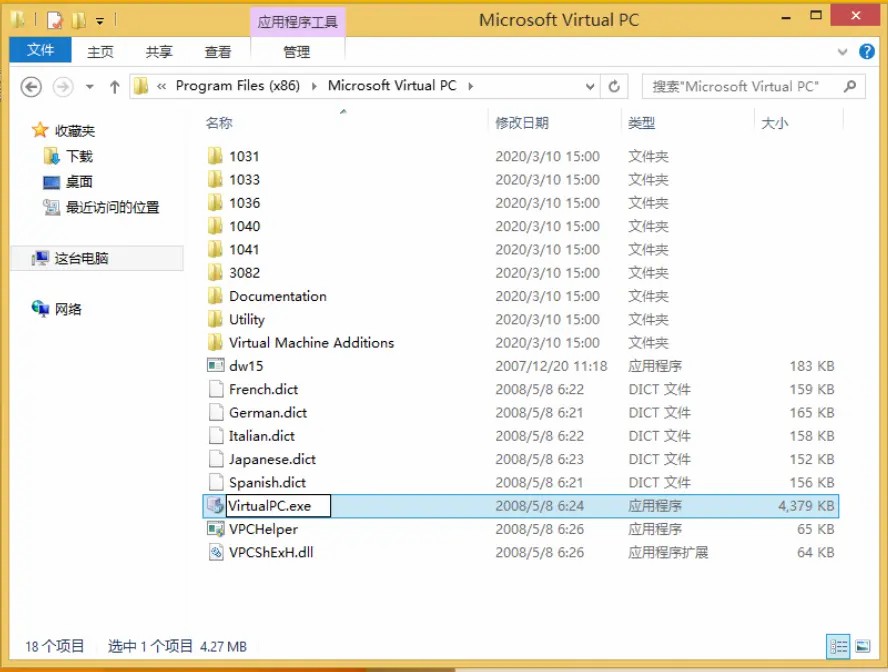 应用程序工具 Microsoft Virtual PC
文件 主页 共享 查看 管理
« Program Files (x86) Microsoft Virtual PC 搜索"Microsoft Virtual PC"
名称 修改日期 类型 大小
收藏夹
下载
桌面
最近访问的位置
这台电脑
网络
1031 2020/3/10 15:00 文件夹
1033 2020/3/10 15:00 文件夹
1036 2020/3/10 15:00 文件夹
1040 2020/3/10 15:00 文件夹
1041 2020/3/10 15:00 文件夹
3082 2020/3/10 15:00 文件夹
Documentation 2020/3/10 15:00 文件夹
Utility 2020/3/10 15:00 文件夹
Virtual Machine Additions 2020/3/10 15:00 文件夹
dw15 2007/12/20 11:18 应用程序 183 KB
French.dict 2008/5/8 6:22 DICT 文件 159 KB
German.dict 2008/5/8 6:21 DICT 文件 165 KB
Italian.dict 2008/5/8 6:22 DICT 文件 158 KB
Japanese.dict 2008/5/8 6:23 DICT 文件 152 KB
Spanish.dict 2008/5/8 6:21 DICT 文件 156 KB
VirtualPC.exe 2008/5/8 6:24 应用程序 4,379 KB
VPCHelper 2008/5/8 6:26 应用程序 65 KB
VPCShExH.dll 2008/5/8 6:26 应用程序扩展 64 KB
18 个项目 选中 1 个项目 4.27 MB